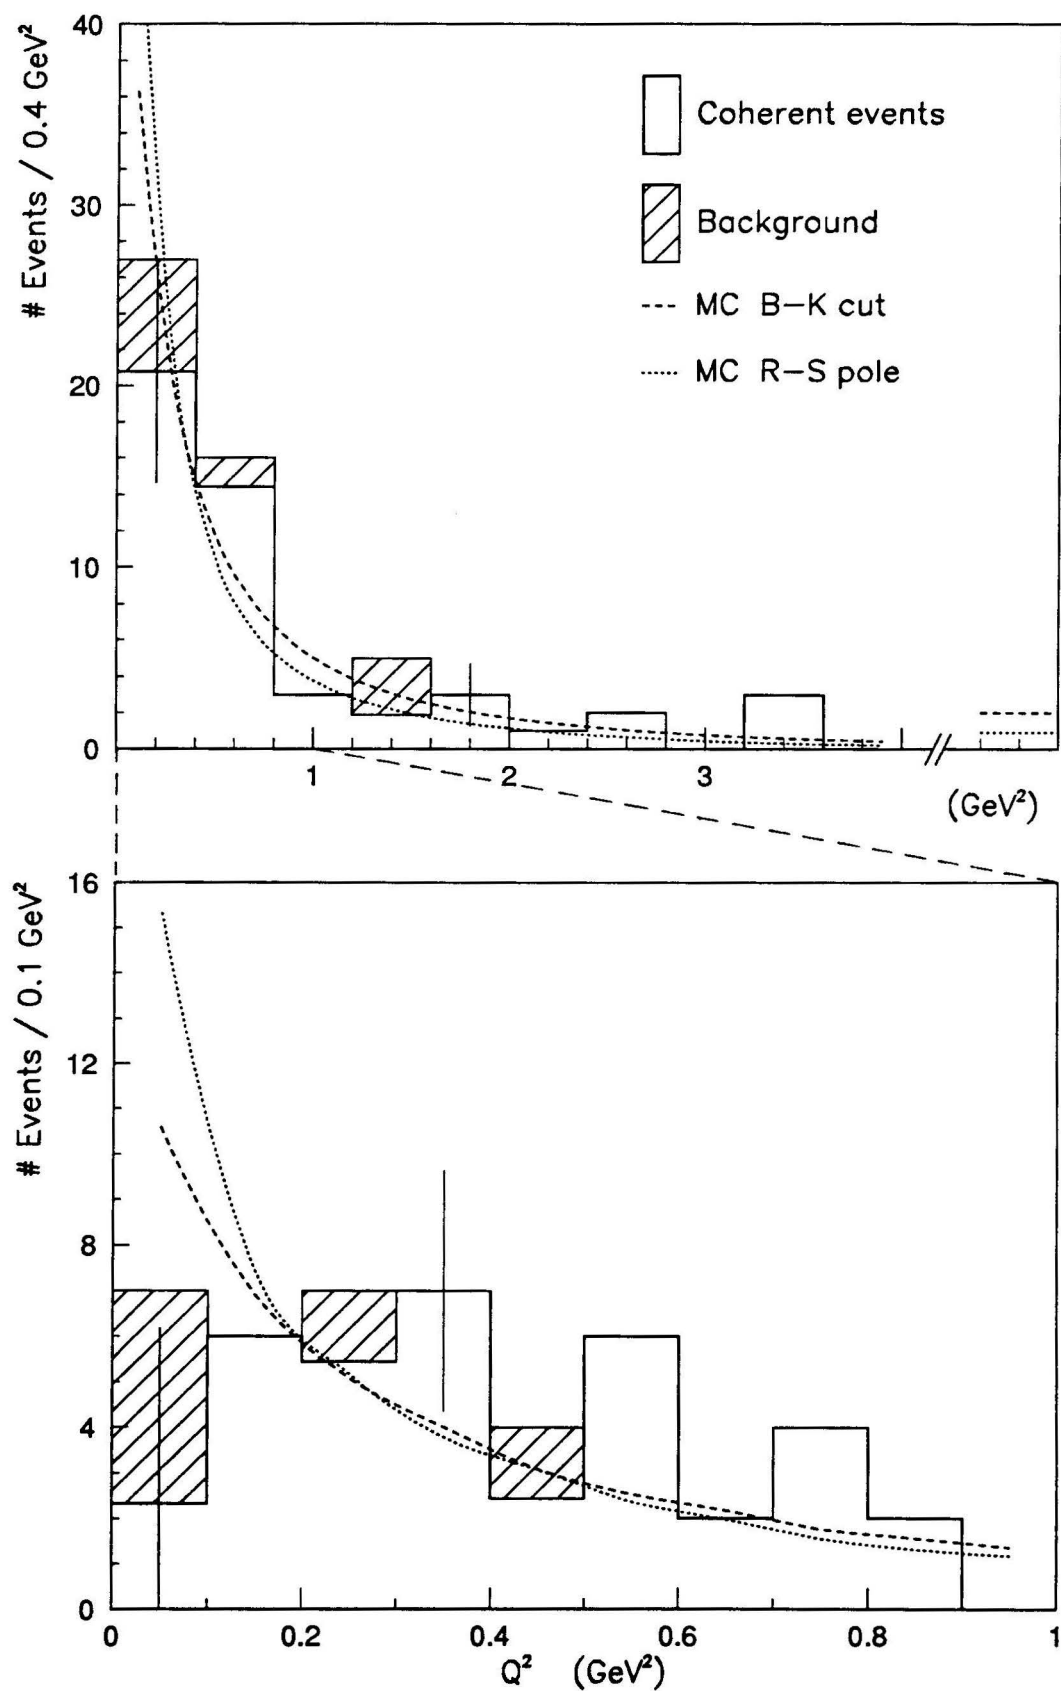 # Events / 0.4 GeV²
40
30
20
10
0
Coherent events
Background
MC B–K cut
MC R–S pole
1
2
3
(GeV²)
# Events / 0.1 GeV²
16
12
8
4
0
0
0.2
0.4
0.6
0.8
1
Q² (GeV²)